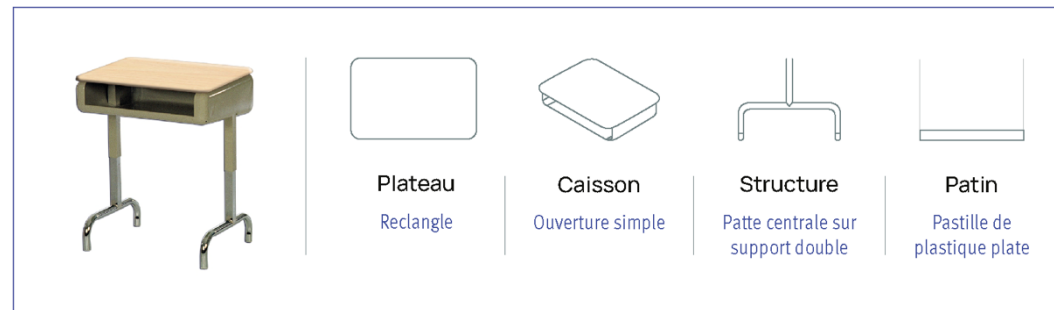 Plateau
Reclangle
Caisson
Ouverture simple
Structure
Patte centrale sur
support double
Patin
Pastille de
plastique plate